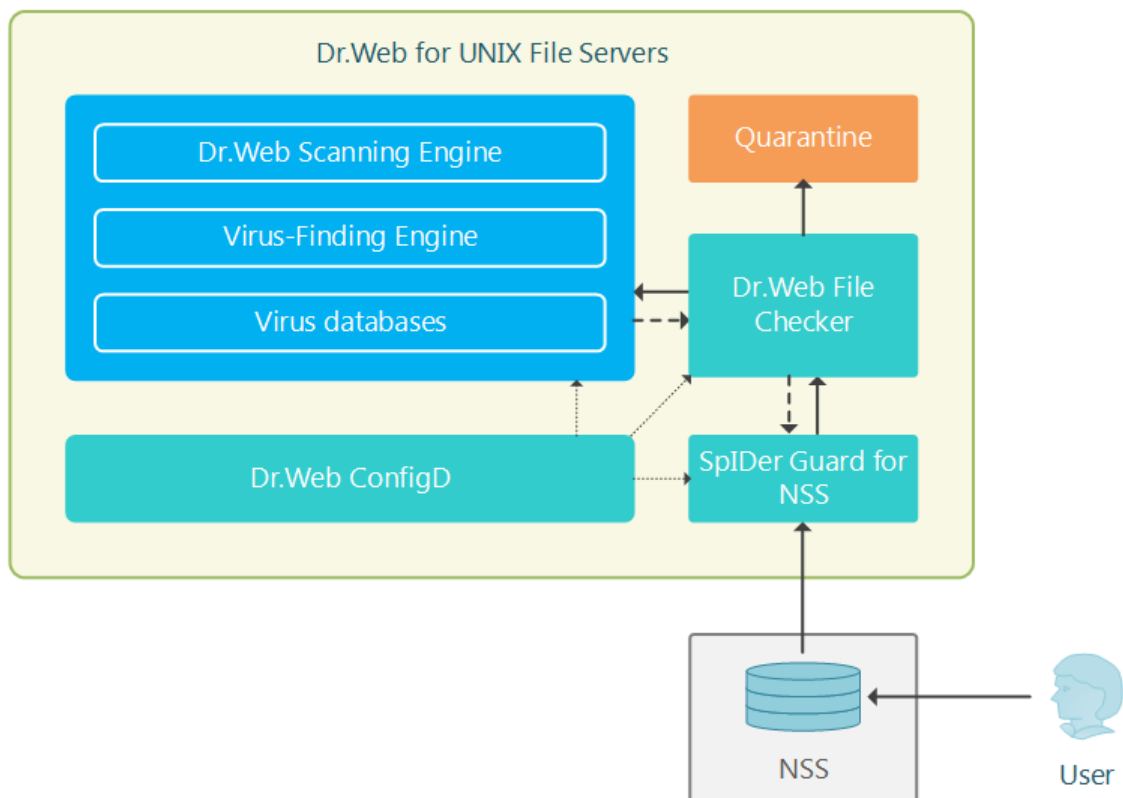 Dr.Web for UNIX File Servers
Dr.Web Scanning Engine
Virus-Finding Engine
Virus databases
Quarantine
Dr.Web File
Checker
Dr.Web ConfigD
SpIDer Guard for
NSS
NSS
User